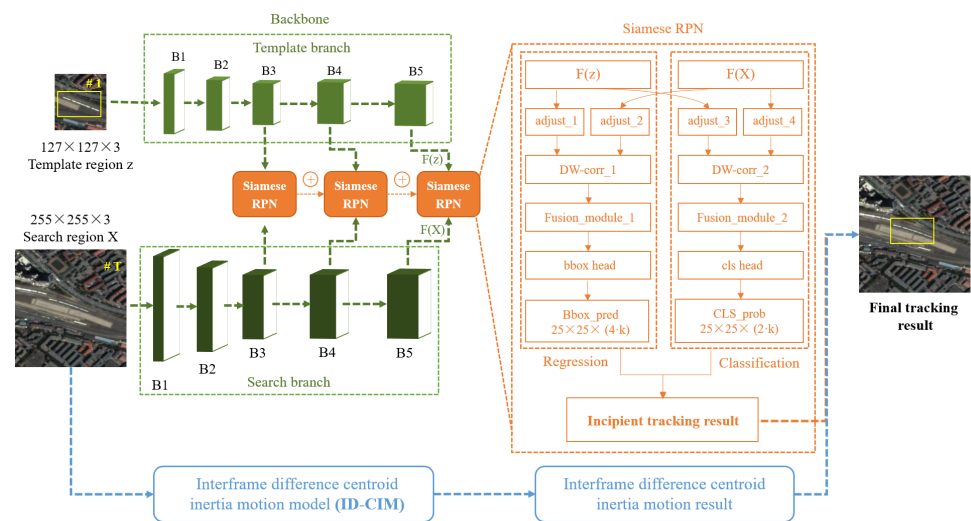 Backbone
Template branch
B1
B2
B3
B4
B5
# 1
127×127×3
Template region z
F(z)
Siamese
RPN
+
Siamese
RPN
+
Siamese
RPN
F(X)
255×255×3
Search region X
# T
B1
B2
B3
B4
B5
Search branch
Siamese RPN
F(z)
F(X)
adjust_1
adjust_2
adjust_3
adjust_4
DW-corr_1
DW-corr_2
Fusion_module_1
Fusion_module_2
bbox head
cls head
Bbox_pred
25×25× (4·k)
CLS_prob
25×25× (2·k)
Regression
Classification
Incipient tracking result
Final tracking
result
Interframe difference centroid
inertia motion model (ID-CIM)
Interframe difference centroid
inertia motion result